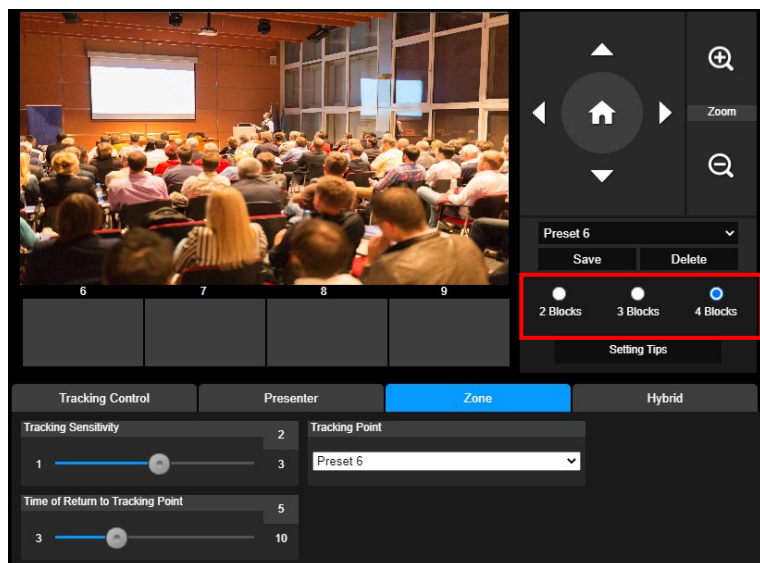 Zoom
Preset 6
Save Delete
6 7 8 9
2 Blocks 3 Blocks 4 Blocks
Setting Tips
Tracking Control Presenter Zone Hybrid
Tracking Sensitivity 2
1 3
Tracking Point
Preset 6
Time of Return to Tracking Point 5
3 10